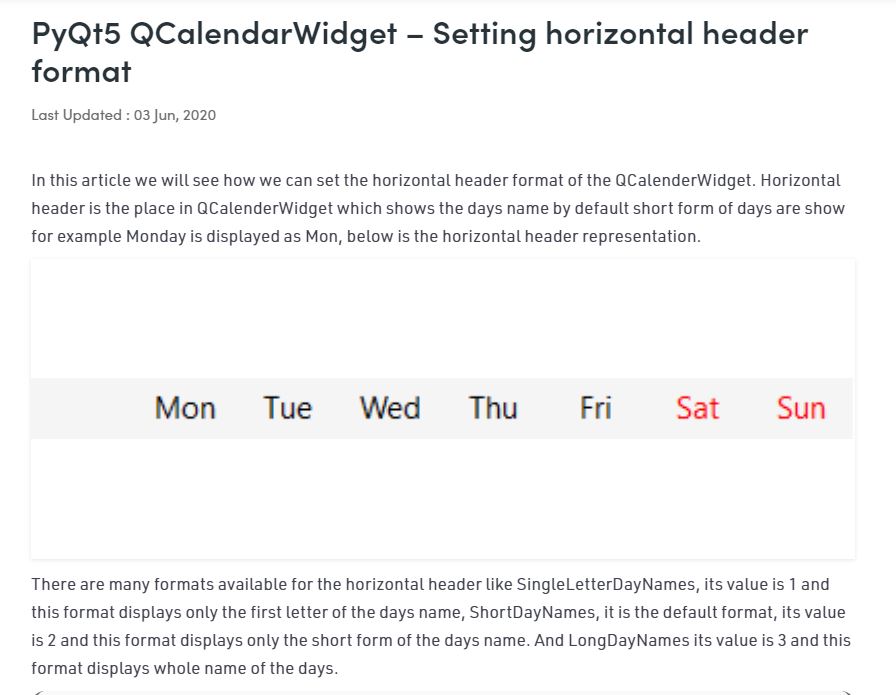 PyQt5 QCalendarWidget – Setting horizontal header
format
Last Updated : 03 Jun, 2020
In this article we will see how we can set the horizontal header format of the QCalenderWidget. Horizontal
header is the place in QCalenderWidget which shows the days name by default short form of days are show
for example Monday is displayed as Mon, below is the horizontal header representation.
Mon Tue Wed Thu Fri Sat Sun
There are many formats available for the horizontal header like SingleLetterDayNames, its value is 1 and
this format displays only the first letter of the days name, ShortDayNames, it is the default format, its value
is 2 and this format displays only the short form of the days name. And LongDayNames its value is 3 and this
format displays whole name of the days.